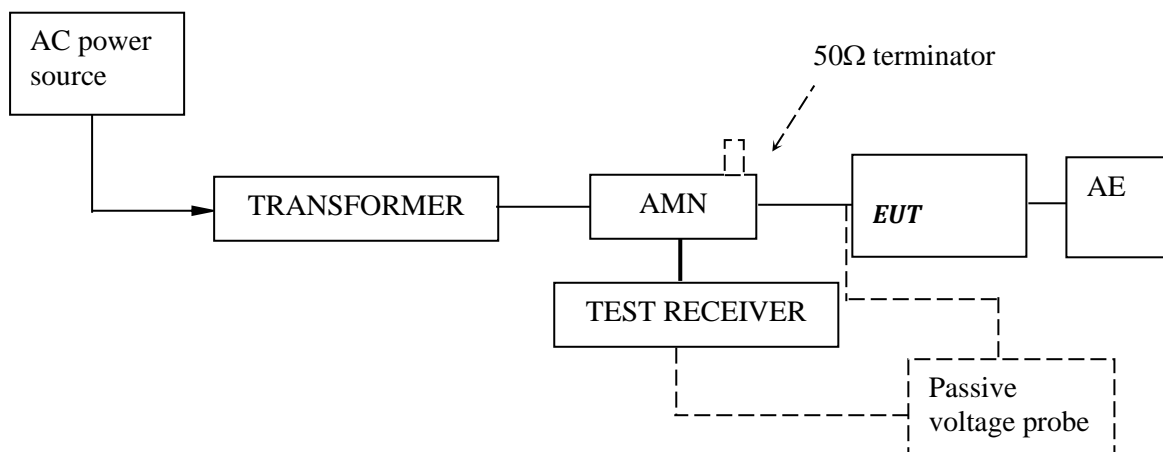 AC power
source
50Ω terminator
TRANSFORMER
AMN
EUT
AE
TEST RECEIVER
Passive
voltage probe